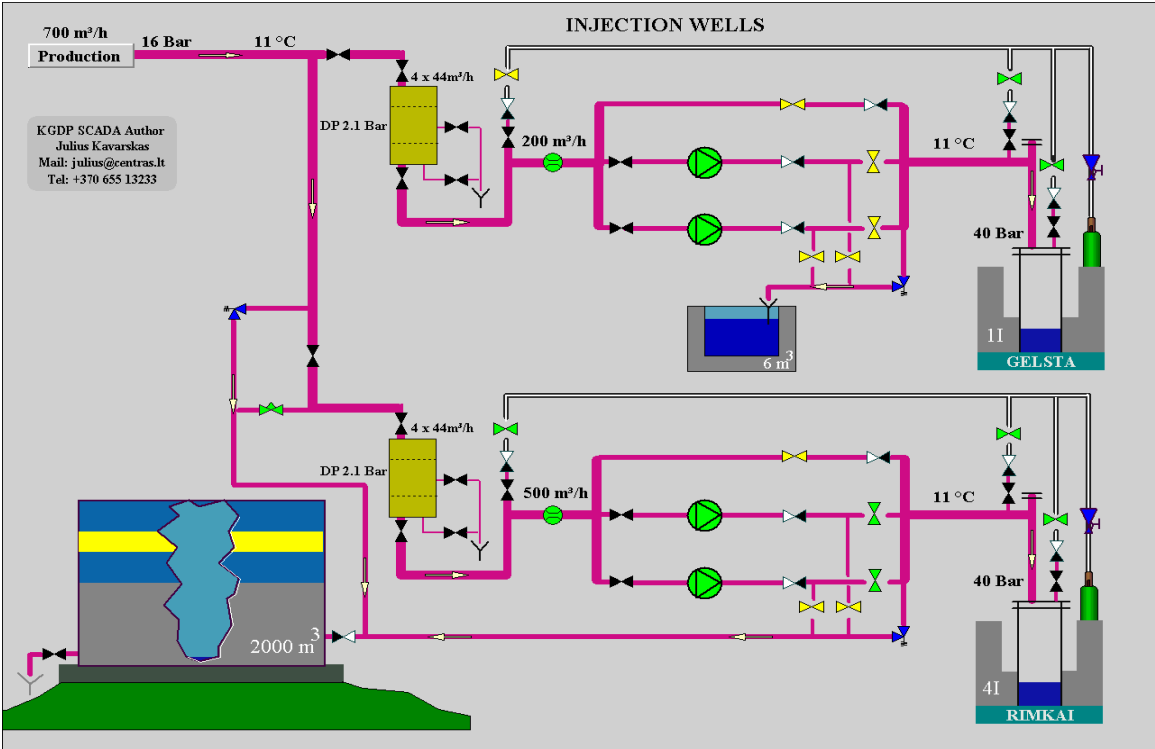 INJECTION WELLS
700 m³/h
16 Bar
11 °C
Production
4 x 44m³/h
KGDP SCADA Author
Julius Kavarskas
Mail: julius@centras.lt
Tel: +370 655 13233
DP 2.1 Bar
200 m³/h
11 °C
40 Bar
1I
6 m³
GELSTA
4 x 44m³/h
DP 2.1 Bar
500 m³/h
11 °C
40 Bar
2000 m³
4I
RIMKAI